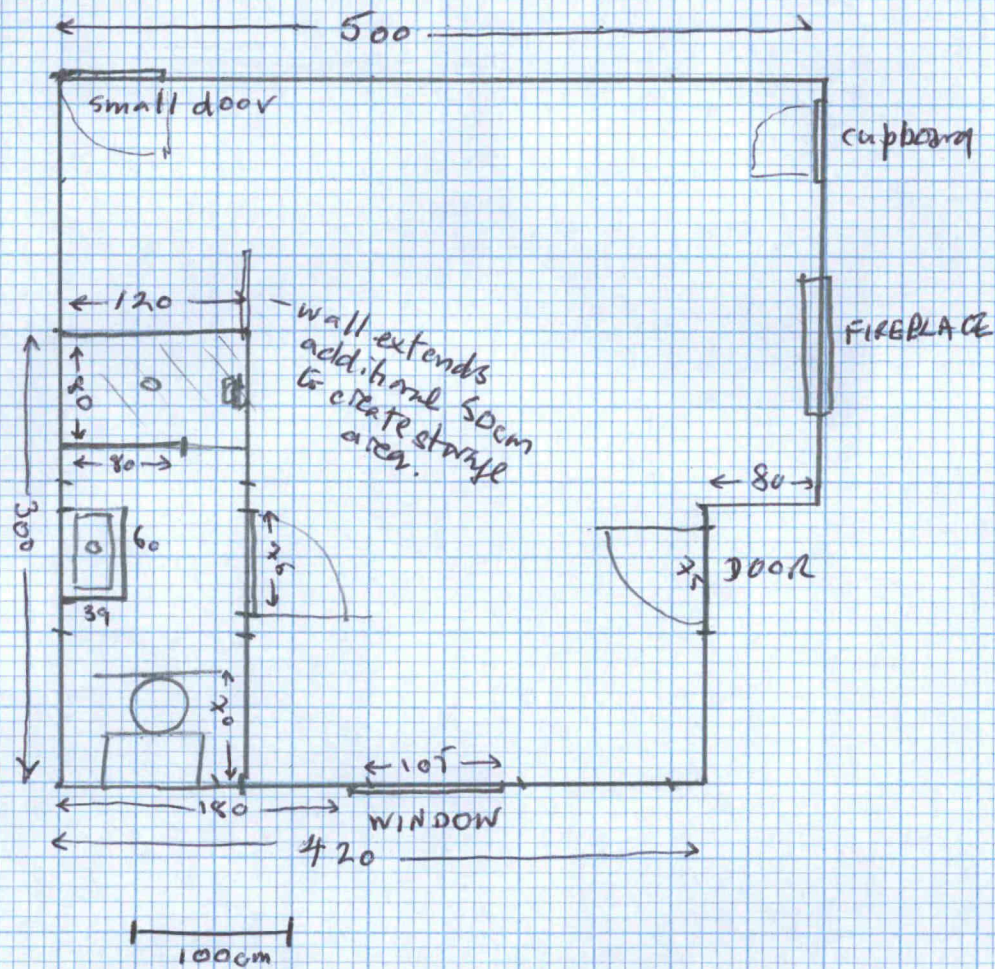 500
small door
cupboard
120
wall extends
additional 50cm
to create storage
area.
FIREPLACE
80
80
80
300
60
75
75
DOOR
39
70
105
180
WINDOW
420
100cm